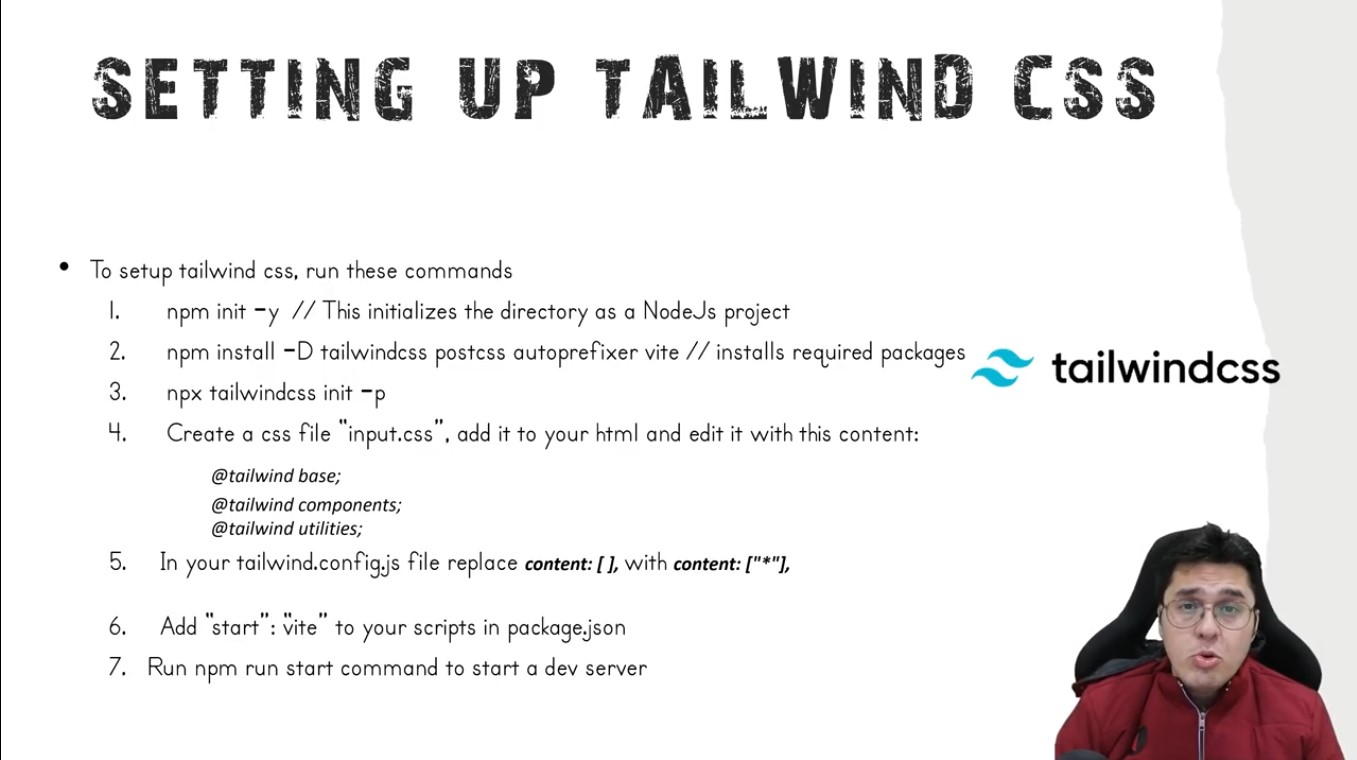 SETTING UP TAILWIND CSS
• To setup tailwind css, run these commands
1. npm init -y // This initializes the directory as a NodeJs project
2. npm install -D tailwindcss postcss autoprefixer vite // installs required packages
tailwindcss
3. npx tailwindcss init -p
4. Create a css file "input.css", add it to your html and edit it with this content:
@tailwind base;
@tailwind components;
@tailwind utilities;
5. In your tailwind.config.js file replace content: [ ], with content: ["*"],
6. Add "start": "vite" to your scripts in package.json
7. Run npm run start command to start a dev server